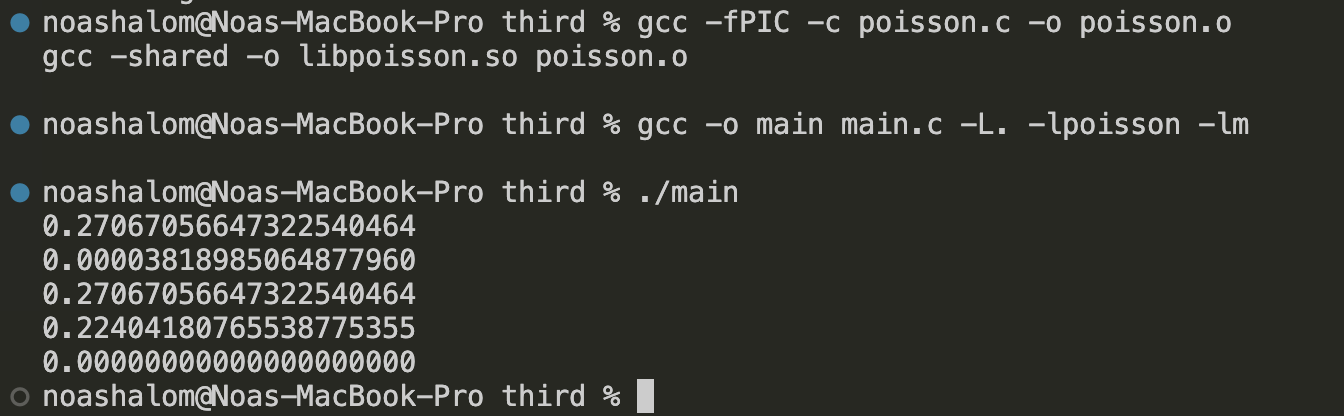 noashalom@Noas-MacBook-Pro third % gcc -fPIC -c poisson.c -o poisson.o
gcc -shared -o libpoisson.so poisson.o
noashalom@Noas-MacBook-Pro third % gcc -o main main.c -L. -lpoisson -lm
noashalom@Noas-MacBook-Pro third % ./main
0.27067056647322540464
0.00003818985064877960
0.27067056647322540464
0.22404180765538775355
0.00000000000000000000
noashalom@Noas-MacBook-Pro third %